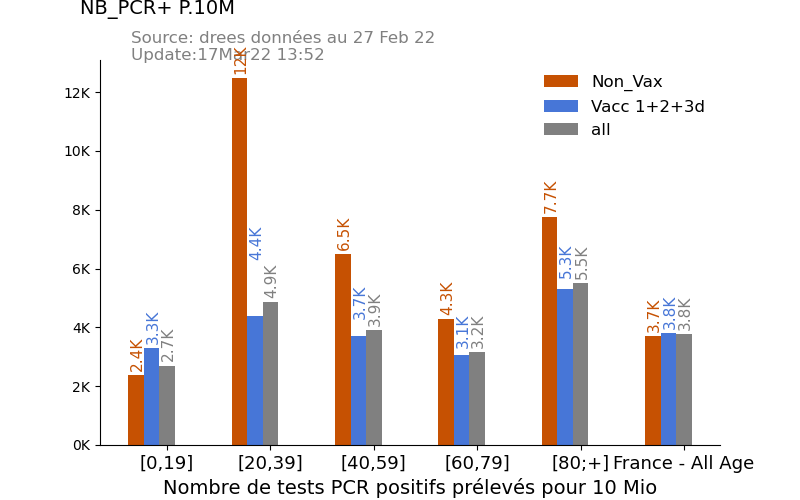 NB_PCR+ P.10M
Source: drees données au 27 Feb 22
Update:17Mar22 13:52
12K
Non_Vax
Vacc 1+2+3d
all
12K
10K
8K
6K
4K
2K
0K
2.4K
3.3K
2.7K
4.4K
4.9K
6.5K
3.7K
3.9K
4.3K
3.1K
3.2K
7.7K
5.3K
5.5K
3.7K
3.8K
3.8K
[0,19] [20,39] [40,59] [60,79] [80;+] France - All Age
Nombre de tests PCR positifs prélevés pour 10 Mio